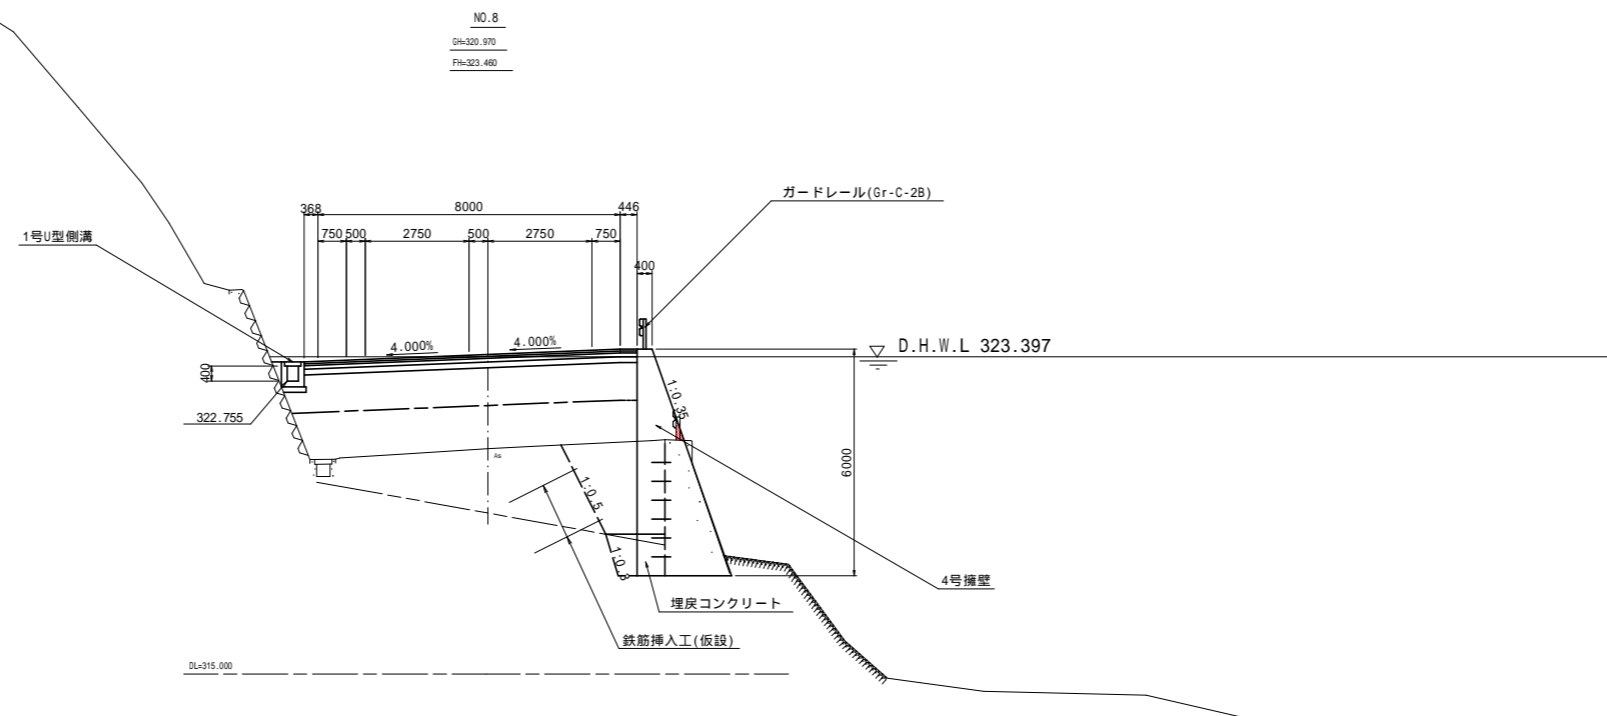 NO.8
GH=320.970
FH=323.460
ガードレール(Gr-C-2B)
368
8000
446
1号U型側溝
750
500
2750
500
2750
750
400
4.000%
4.000%
D.H.W.L 323.397
400
1:0.35
322.755
As
6000
1:0.5
1:0.3
4号擁壁
埋戻コンクリート
鉄筋挿入工(仮設)
DL=315.000